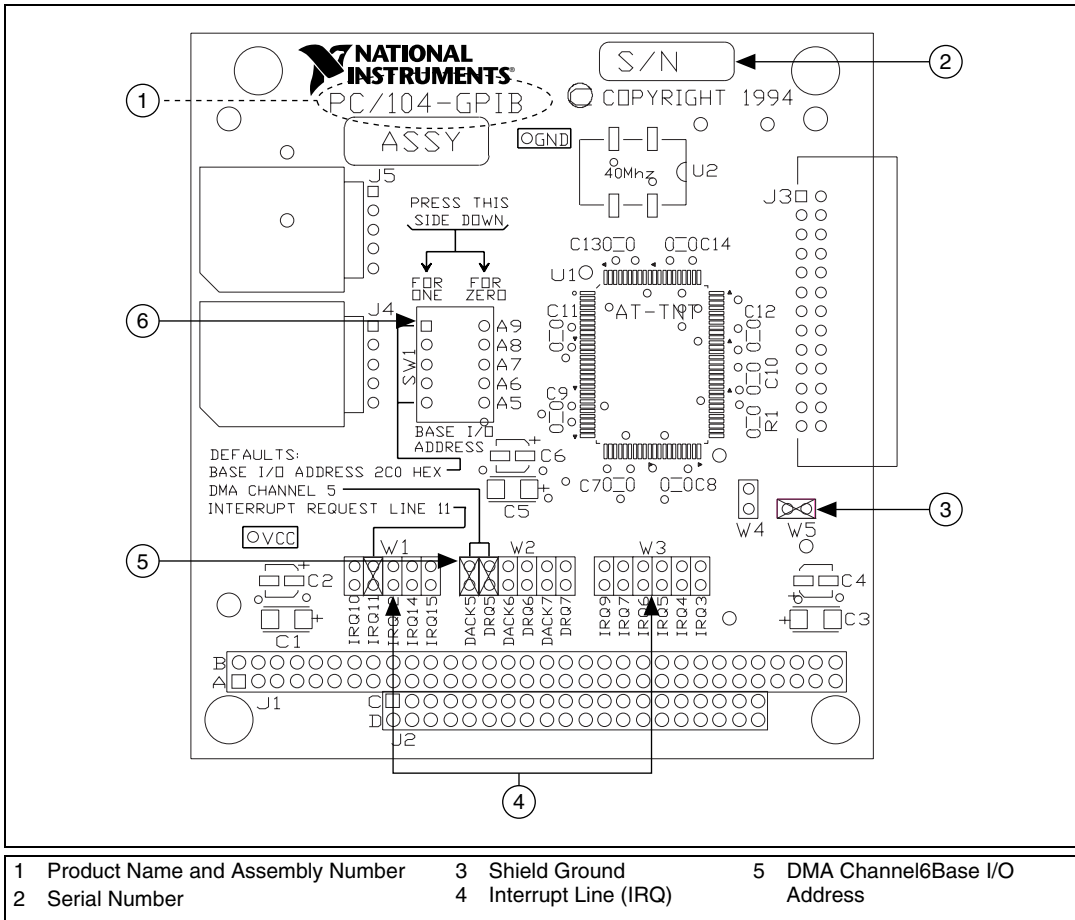 NATIONAL
INSTRUMENTS®
PC/104-GPIB
ASSY
S/N
© COPYRIGHT 1994
1
2
GND
40Mhz
U2
J5
J3
PRESS THIS
SIDE DOWN
FOR
ONE
FOR
ZERO
C13
C14
U1
AT-TNT
C11
C12
C10
R1
C9
6
J4
SW1
A9
A8
A7
A6
A5
BASE I/O
ADDRESS
C6
C5
C7
C8
DEFAULTS:
BASE I/O ADDRESS 2C0 HEX
DMA CHANNEL 5
INTERRUPT REQUEST LINE 11
W4
W5
3
VCC
5
W1
W2
W3
C2
C1
C4
C3
IRQ10
IRQ11
IRQ14
IRQ15
DACK5
DRQ5
DACK6
DRQ6
DACK7
DRQ7
IRQ9
IRQ7
IRQ6
IRQ5
IRQ4
IRQ3
B
A
J1
C
D
J2
4
1 Product Name and Assembly Number
2 Serial Number
3 Shield Ground
4 Interrupt Line (IRQ)
5 DMA Channel6Base I/O
Address